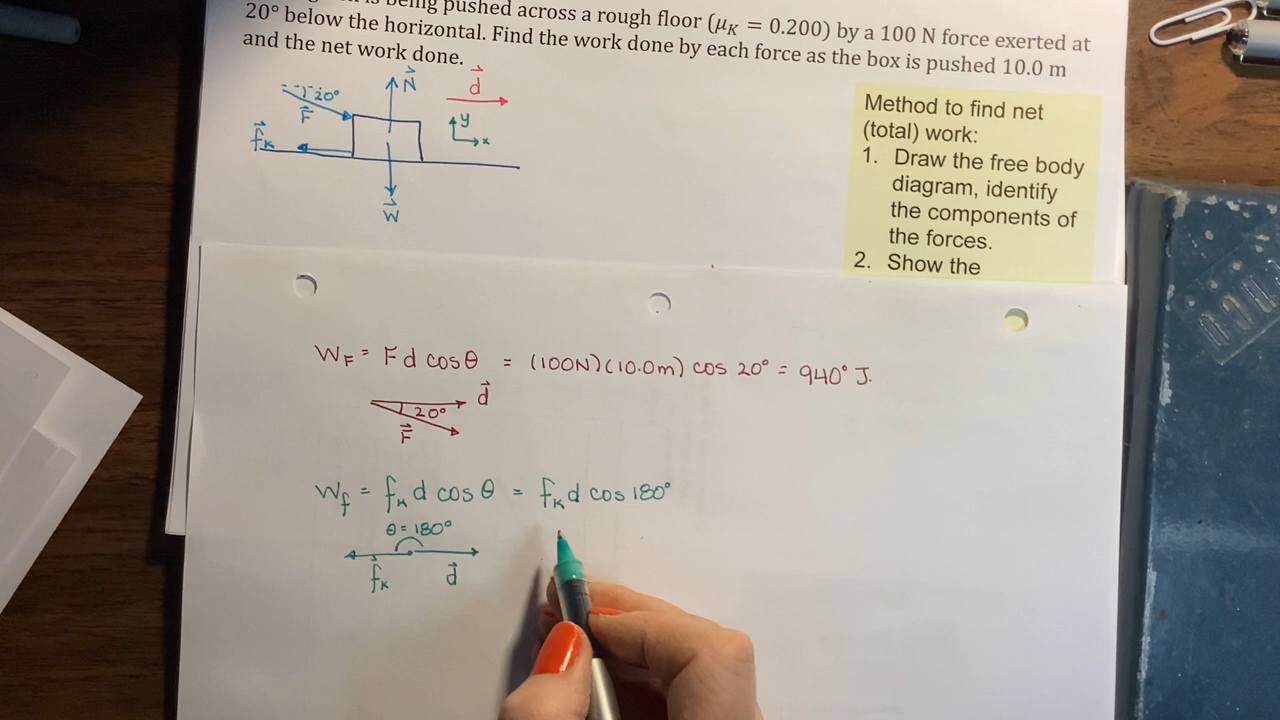 being pushed across a rough floor (μK = 0.200) by a 100 N force exerted at
20° below the horizontal. Find the work done by each force as the box is pushed 10.0 m
and the net work done.
N
d
20°
F
y
x
fK
W
Method to find net
(total) work:
1. Draw the free body
diagram, identify
the components of
the forces.
2. Show the
WF = F d cosθ = (100N)(10.0m) cos 20° = 940° J.
d
20°
F
Wf = fK d cos θ = fK d cos 180°
θ = 180°
fK
d